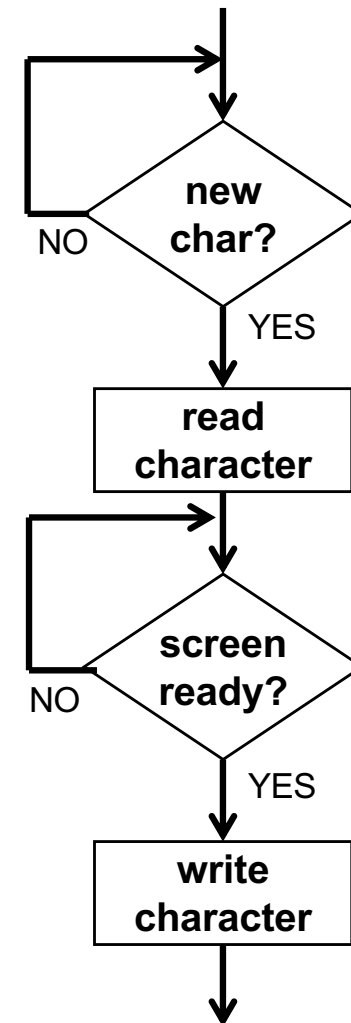 new
char?
NO
YES
read
character
screen
ready?
NO
YES
write
character